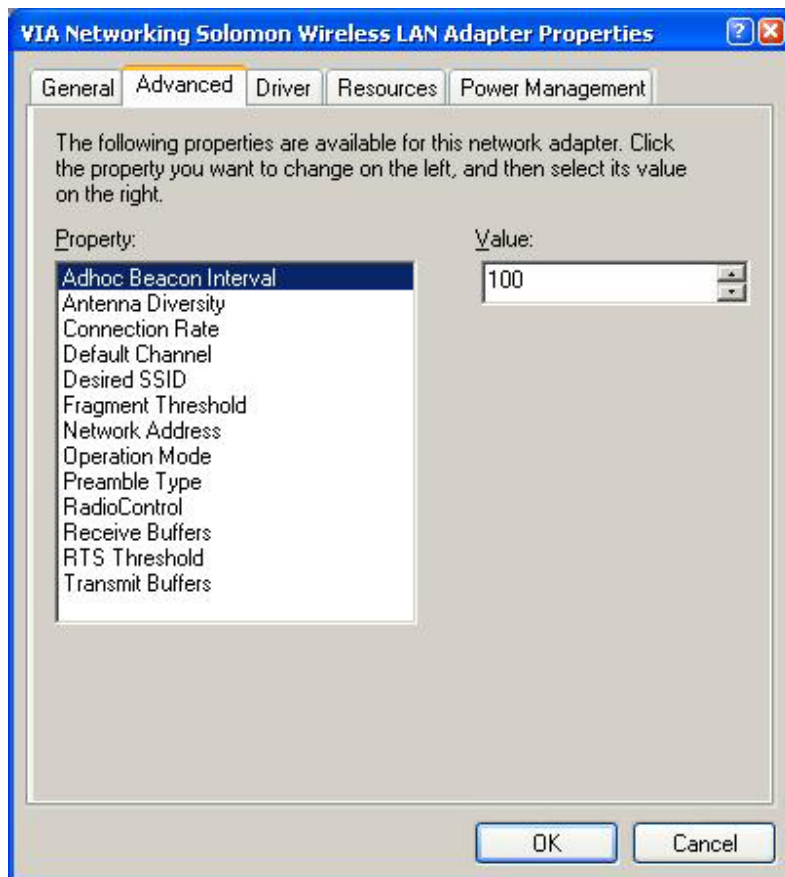 VIA Networking Solomon Wireless LAN Adapter Properties
General Advanced Driver Resources Power Management
The following properties are available for this network adapter. Click
the property you want to change on the left, and then select its value
on the right.
Property:
Value:
Adhoc Beacon Interval
100
Antenna Diversity
Connection Rate
Default Channel
Desired SSID
Fragment Threshold
Network Address
Operation Mode
Preamble Type
RadioControl
Receive Buffers
RTS Threshold
Transmit Buffers
OK
Cancel